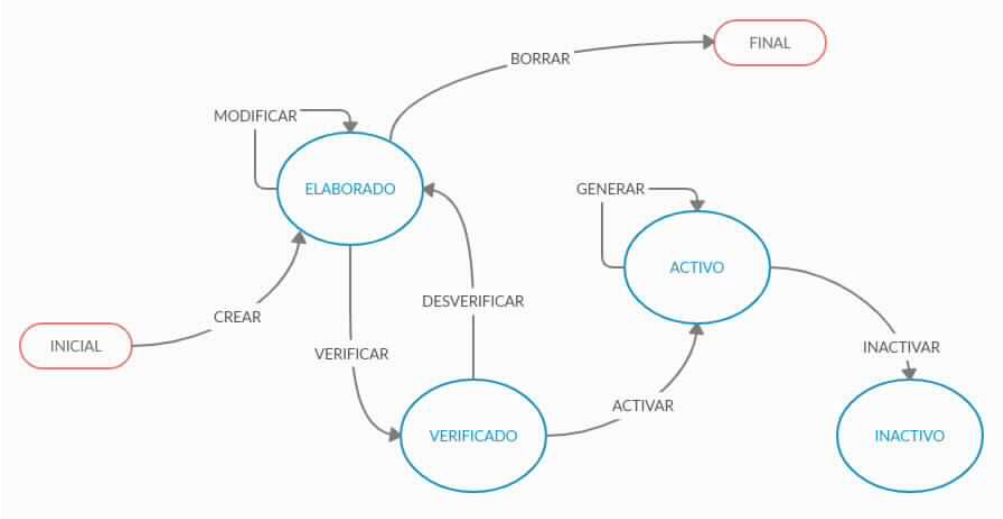 FINAL
BORRAR
MODIFICAR
ELABORADO
GENERAR
ACTIVO
DESVERIFICAR
CREAR
INICIAL
VERIFICAR
INACTIVAR
ACTIVAR
VERIFICADO
INACTIVO